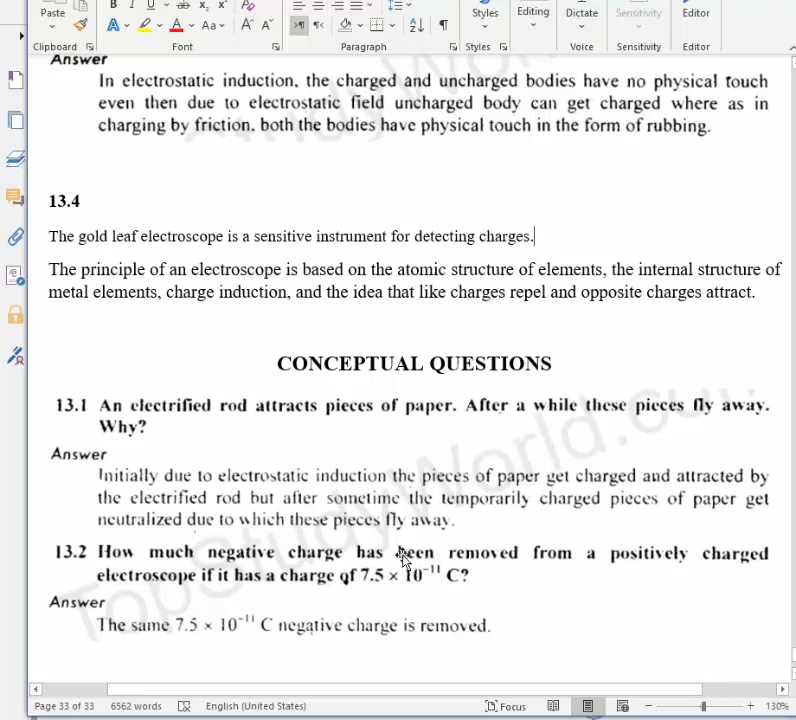 Paste
B I U ab x₂ x²
A Aa A A
Clipboard Font Paragraph Styles Voice Sensitivity Editor
Styles Editing Dictate Sensitivity Editor
Answer
In electrostatic induction, the charged and uncharged bodies have no physical touch
even then due to electrostatic field uncharged body can get charged where as in
charging by friction, both the bodies have physical touch in the form of rubbing.
13.4
The gold leaf electroscope is a sensitive instrument for detecting charges.
The principle of an electroscope is based on the atomic structure of elements, the internal structure of
metal elements, charge induction, and the idea that like charges repel and opposite charges attract.
CONCEPTUAL QUESTIONS
13.1 An electrified rod attracts pieces of paper. After a while these pieces fly away.
Why?
Answer
Initially due to electrostatic induction the pieces of paper get charged and attracted by
the electrified rod but after sometime the temporarily charged pieces of paper get
neutralized due to which these pieces fly away.
13.2 How much negative charge has been removed from a positively charged
electroscope if it has a charge of 7.5 × 10⁻¹¹ C?
Answer
The same 7.5 × 10⁻¹¹ C negative charge is removed.
TopStudyWorld.com
Page 33 of 33 6562 words English (United States) Focus 130%